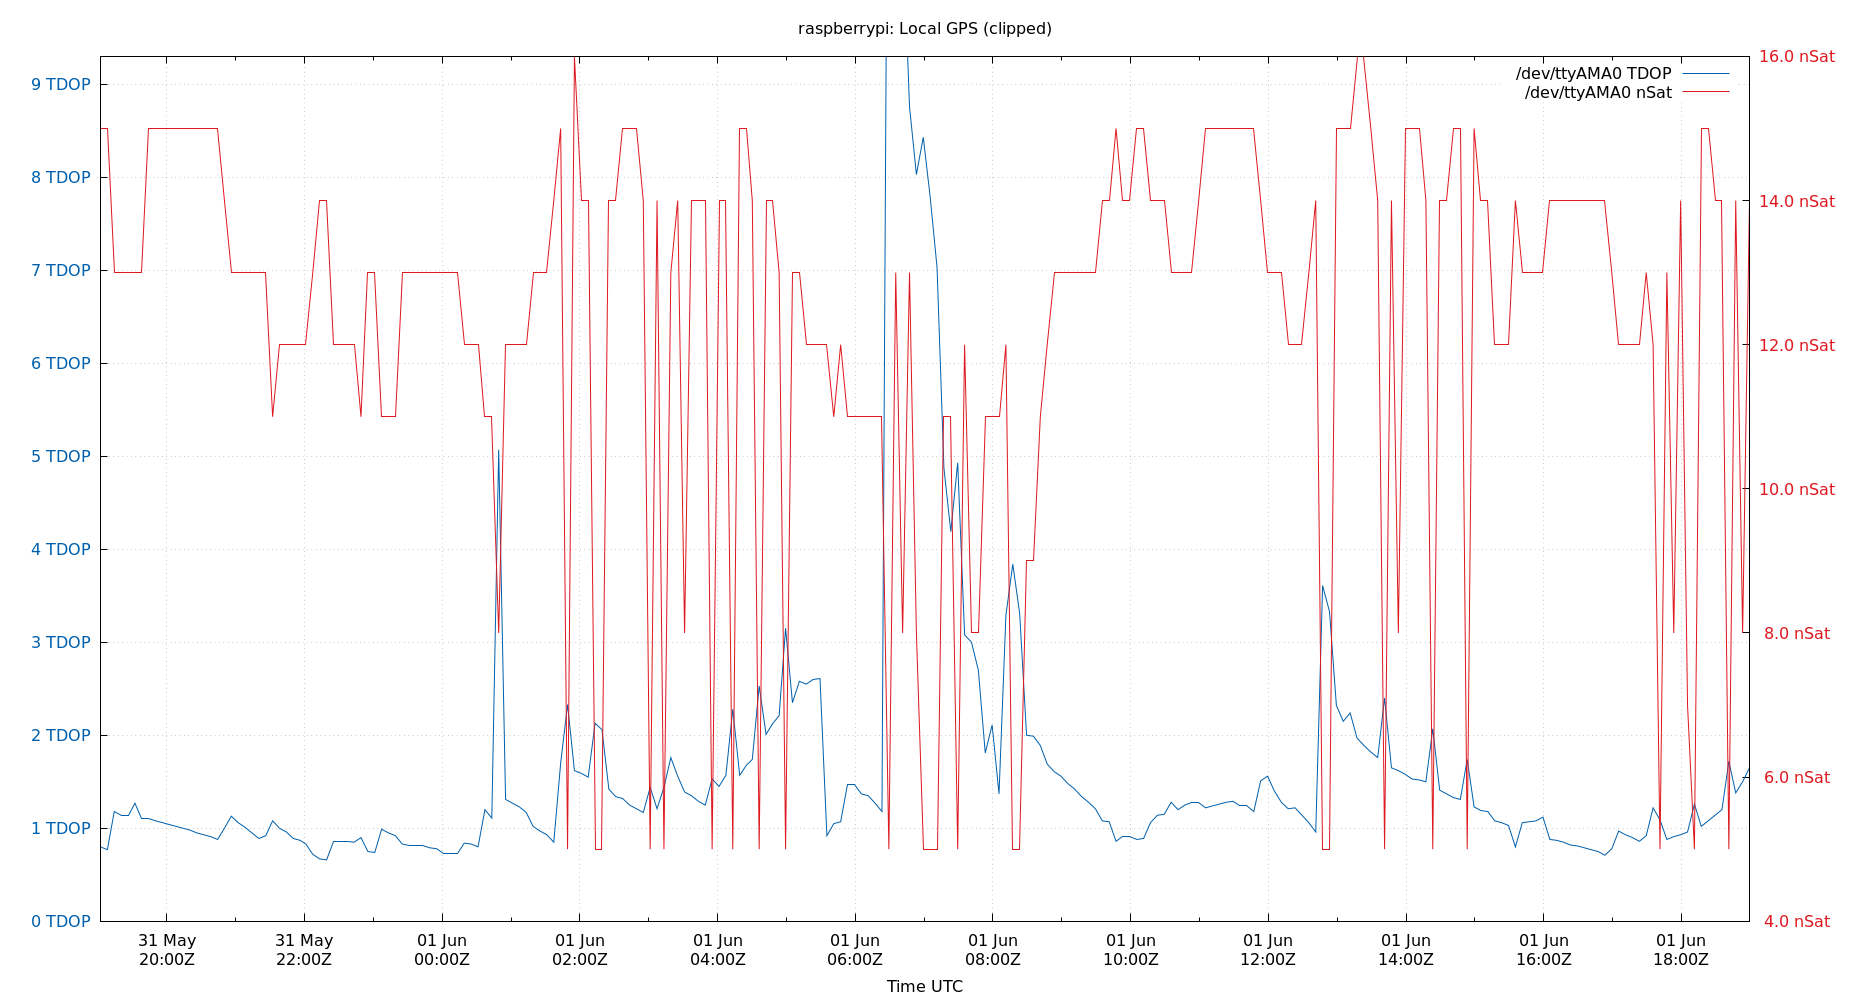 raspberrypi: Local GPS (clipped)
/dev/ttyAMA0 TDOP
/dev/ttyAMA0 nSat
9 TDOP
8 TDOP
7 TDOP
6 TDOP
5 TDOP
4 TDOP
3 TDOP
2 TDOP
1 TDOP
0 TDOP
16.0 nSat
14.0 nSat
12.0 nSat
10.0 nSat
8.0 nSat
6.0 nSat
4.0 nSat
31 May
20:00Z
31 May
22:00Z
01 Jun
00:00Z
01 Jun
02:00Z
01 Jun
04:00Z
01 Jun
06:00Z
01 Jun
08:00Z
01 Jun
10:00Z
01 Jun
12:00Z
01 Jun
14:00Z
01 Jun
16:00Z
01 Jun
18:00Z
Time UTC